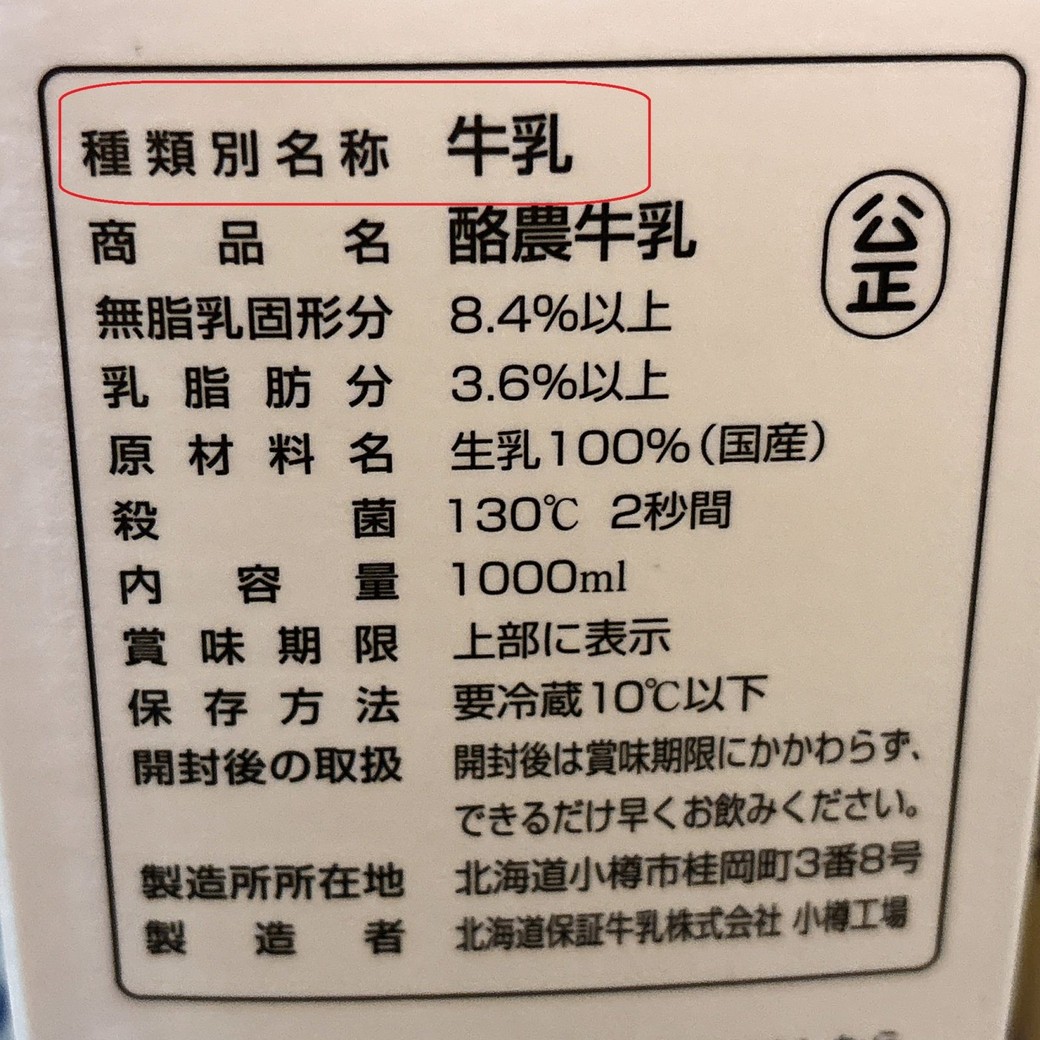 種類別名称 牛乳
商品名 酪農牛乳
公正
無脂乳固形分 8.4%以上
乳脂肪分 3.6%以上
原材料名 生乳100%(国産)
殺菌 130℃ 2秒間
内容量 1000ml
賞味期限 上部に表示
保存方法 要冷蔵10℃以下
開封後の取扱 開封後は賞味期限にかかわらず、
できるだけ早くお飲みください。
製造所所在地 北海道小樽市桂岡町3番8号
製造者 北海道保証牛乳株式会社 小樽工場